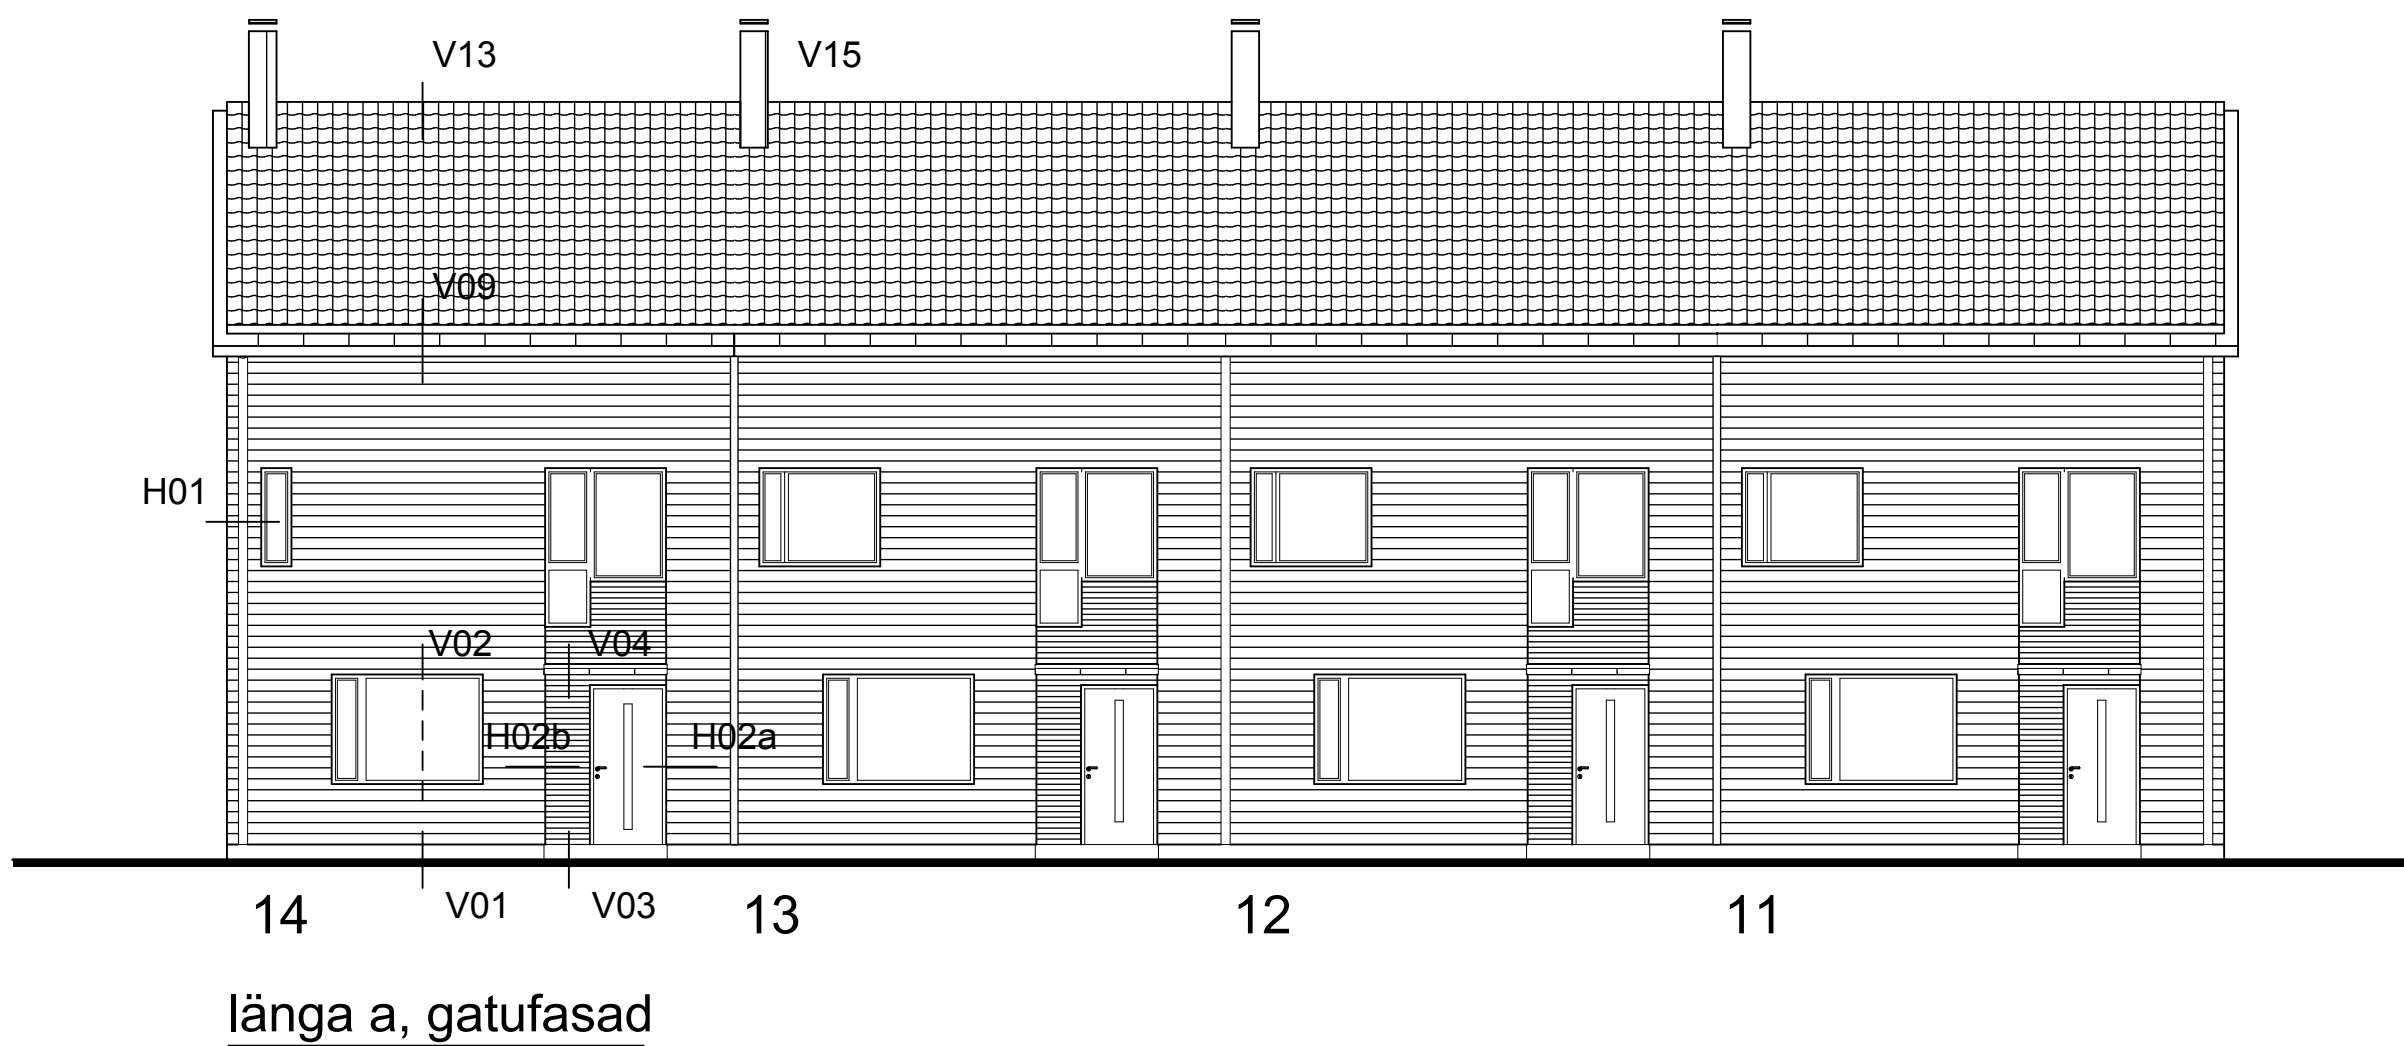 V13 V15
V09
H01
V02 V04
H02b H02a
V01 V03
14 13 12 11
länga a, gatufasad